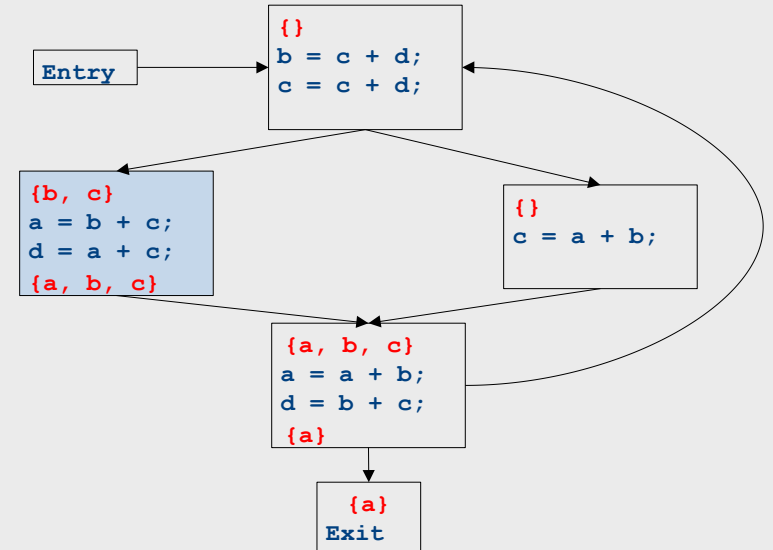 {}
b = c + d;
c = c + d;
Entry
{b, c}
a = b + c;
d = a + c;
{a, b, c}
{}
c = a + b;
{a, b, c}
a = a + b;
d = b + c;
{a}
{a}
Exit